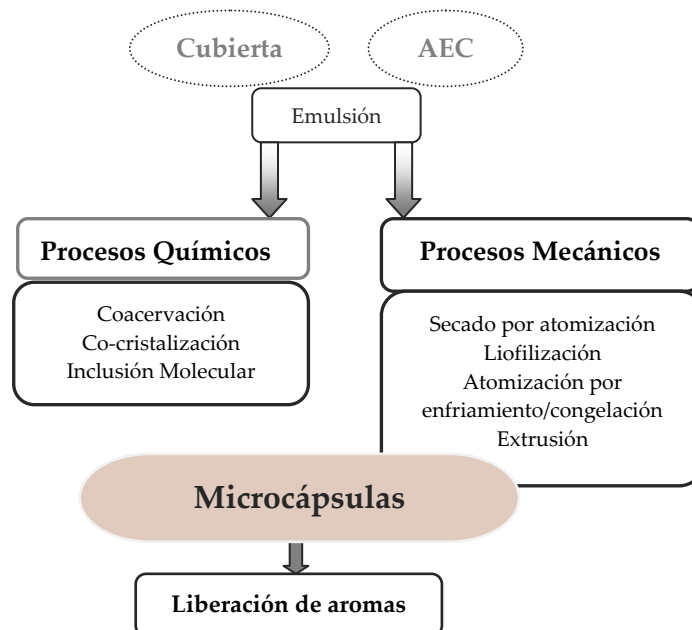 Cubierta
AEC
Emulsión
Procesos Químicos
Coacervación
Co-cristalización
Inclusión Molecular
Procesos Mecánicos
Secado por atomización
Liofilización
Atomización por
enfriamiento/congelación
Extrusión
Microcápsulas
Liberación de aromas